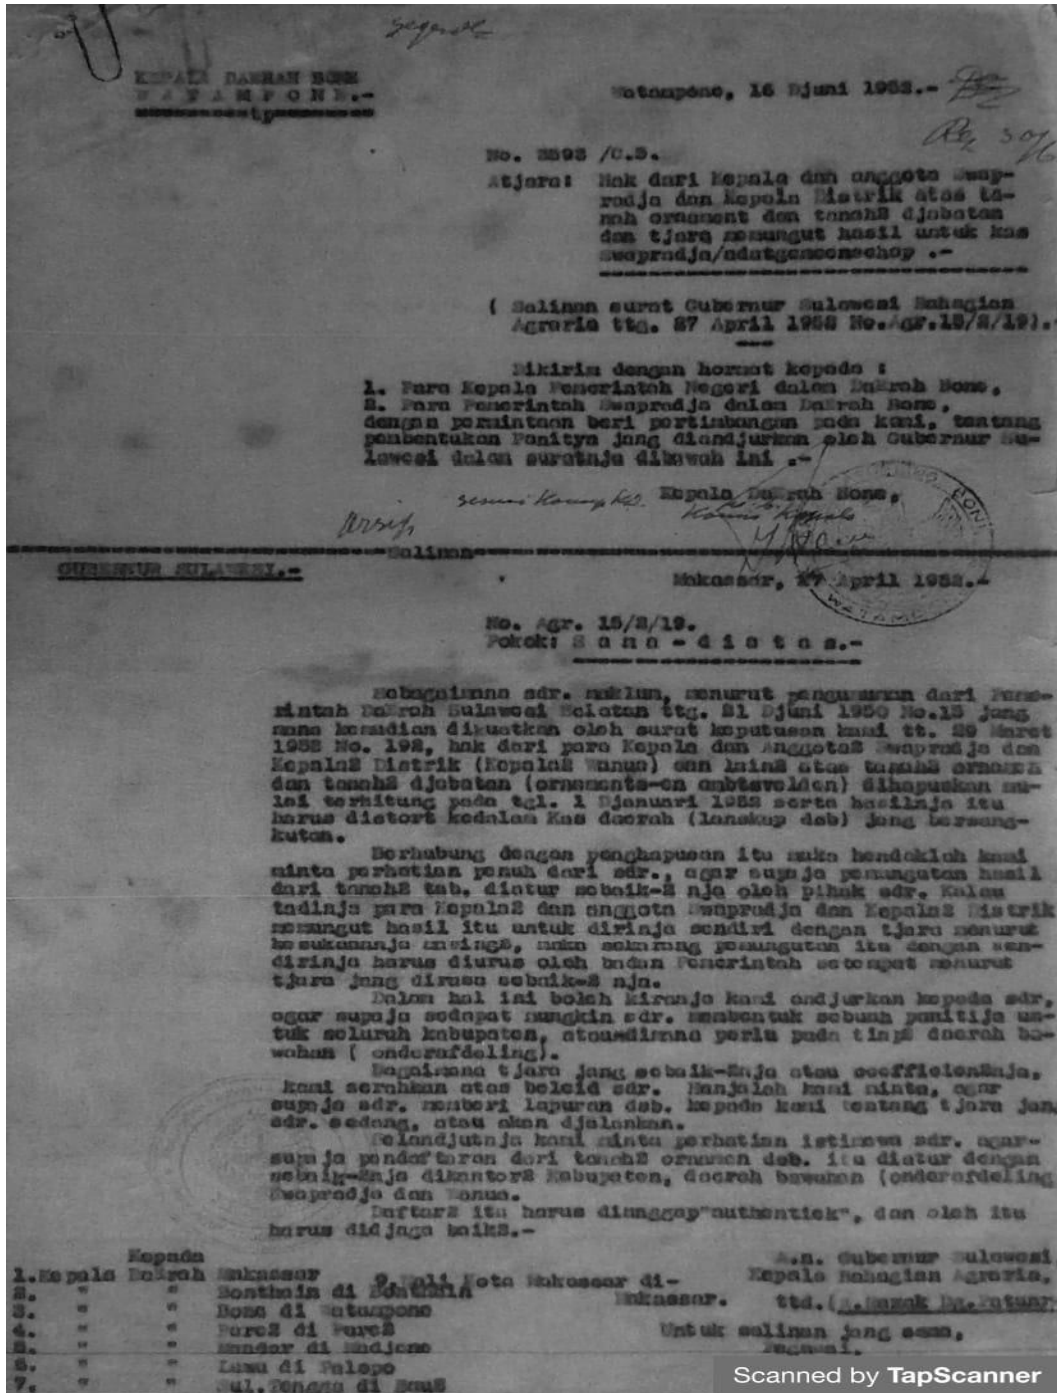 KEPALA DAERAH BONE
WATAMPONE.-
Watampone, 16 Djuni 1952.-
No. 3593 /C.3.
Atjara: Hak dari Kepala dan anggota Swap-
radja dan Kepala Distrik atas ta-
nah ornament dan tanah2 djabatan
dan tjara memungut hasil untuk kas
Swapradja/adatgemeenschap .-
( Salinan surat Gubernur Sulawesi Bahagian
Agraria ttg. 27 April 1952 No.Agr.15/2/19).-
Dikirim dengan hormat kepada :
1. Para Kepala Pemerintah Negeri dalam Daerah Bone,
2. Para Pemerintah Swapradja dalam Daerah Bone,
dengan permintaan beri pertimbangan pada kami, tentang
pembentukan Panitya jang diandjurkan oleh Gubernur Su-
lawesi dalam suratnja dibawah ini .-
Kepala Daerah Bone,
Arsip
Salinan
GUBERNUR SULAWESI.-
Makassar, 27 April 1952.-
No. Agr. 15/2/19.
Pokok: Sana - diatas.-
Sebagaimana sdr. maklum, menurut pengumuman dari Peme-
rintah Daerah Sulawesi Selatan ttg. 21 Djuni 1950 No.13 jang
mana kemudian dikuatkan oleh surat keputusan kami tt. 29 Maret
1952 No. 192, hak dari para Kepala dan Anggota2 Swapradja dan
Kepala2 Distrik (Kepala2 Wanua) dan lain2 atas tanah2 ornamen
dan tanah2 djabatan (ornaments-en ambtsvelden) dihapuskan mu-
lai terhitung pada tgl. 1 Djanuari 1952 serta hasilnja itu
harus distort kedalam Kas daerah (lanskap dsb) jang bersang-
kutan.
Berhubung dengan penghapusan itu maka hendaklah kami
minta perhatian penuh dari sdr., agar supaja pemungutan hasil
dari tanah2 tsb. diatur sebaik-2 nja oleh pihak sdr. Kalau
tadinja para Kepala2 dan anggota Swapradja dan Kepala2 Distrik
memungut hasil itu untuk dirinja sendiri dengan tjara menurut
kesukaannja masing2, maka sekarang pemungutan itu dengan sen-
dirinja harus diurus oleh badan Pemerintah setempat menurut
tjara jang dirasa sebaik-2 nja.
Dalam hal ini boleh kiranja kami andjurkan kepada sdr,
agar supaja sedapat mungkin sdr. membentuk sebuah panitija un-
tuk seluruh kabupaten, atau dimana perlu pada tiap2 daerah ba-
wahan ( onderafdeling).
Bagaimana tjara jang sebaik-2nja atau coefficien2nja,
kami serahkan atas beleid sdr. Hanjalah kami minta, agar
supaja sdr. memberi lapuran dsb. kepada kami tentang tjara jan
sdr. sedang, atau akan djalankan.
Selandjutnja kami minta perhatian istimewa sdr. agar-
supaja pendaftaran dari tanah2 ornamen dsb. itu diatur dengan
sebaik-2nja dikantor2 Kabupaten, daerah bawahan (onderafdeling
Swapradja dan Wanua.
Daftar2 itu harus dianggap"authentiek", dan oleh itu
harus didjaga baik2.-
A.n. Gubernur Sulawesi
Kepala Bahagian Agraria,
Kepada
1.Kepala Daerah Makassar
2. " " Bonthain di Bonthain
3. " " Bone di Watampone
4. " " Pare2 di Pare2
5. " " Mandar di Madjene
6. " " Luwu di Palopo
7. " " Sul.Tengga di Bau2
9.Wali Kota Makassar di-
Makassar.
ttd.
Untuk salinan jang sama,
Pegawai.
Scanned by TapScanner